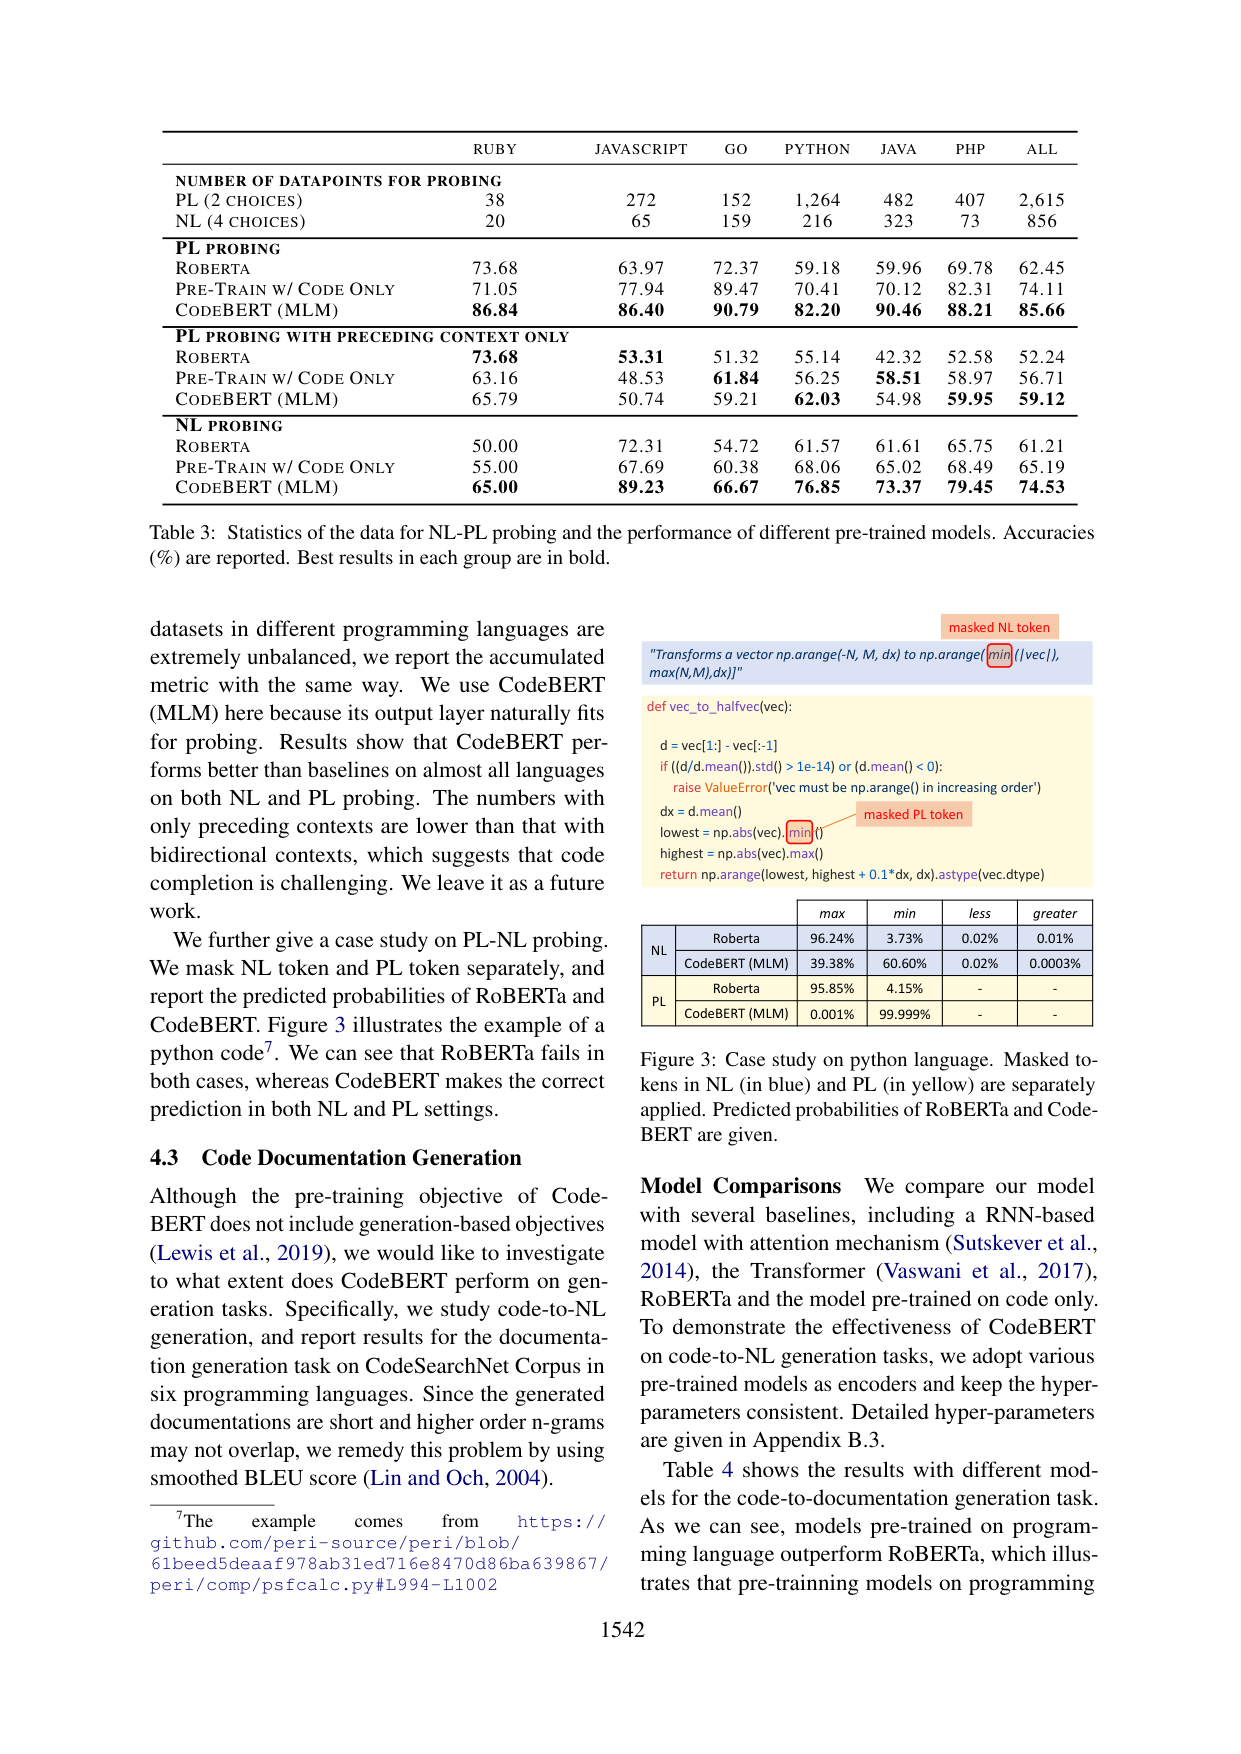 RUBY JAVASCRIPT GO PYTHON JAVA PHP ALL
NUMBER OF DATAPOINTS FOR PROBING
PL (2 CHOICES) 38 272 152 1,264 482 407 2,615
NL (4 CHOICES) 20 65 159 216 323 73 856
PL PROBING
ROBERTA 73.68 63.97 72.37 59.18 59.96 69.78 62.45
PRE-TRAIN W/ CODE ONLY 71.05 77.94 89.47 70.41 70.12 82.31 74.11
CODEBERT (MLM) 86.84 86.40 90.79 82.20 90.46 88.21 85.66
PL PROBING WITH PRECEDING CONTEXT ONLY
ROBERTA 73.68 53.31 51.32 55.14 42.32 52.58 52.24
PRE-TRAIN W/ CODE ONLY 63.16 48.53 61.84 56.25 58.51 58.97 56.71
CODEBERT (MLM) 65.79 50.74 59.21 62.03 54.98 59.95 59.12
NL PROBING
ROBERTA 50.00 72.31 54.72 61.57 61.61 65.75 61.21
PRE-TRAIN W/ CODE ONLY 55.00 67.69 60.38 68.06 65.02 68.49 65.19
CODEBERT (MLM) 65.00 89.23 66.67 76.85 73.37 79.45 74.53
Table 3: Statistics of the data for NL-PL probing and the performance of different pre-trained models. Accuracies
(%) are reported. Best results in each group are in bold.
datasets in different programming languages are
extremely unbalanced, we report the accumulated
metric with the same way. We use CodeBERT
(MLM) here because its output layer naturally fits
for probing. Results show that CodeBERT per-
forms better than baselines on almost all languages
on both NL and PL probing. The numbers with
only preceding contexts are lower than that with
bidirectional contexts, which suggests that code
completion is challenging. We leave it as a future
work.
We further give a case study on PL-NL probing.
We mask NL token and PL token separately, and
report the predicted probabilities of RoBERTa and
CodeBERT. Figure 3 illustrates the example of a
python code7. We can see that RoBERTa fails in
both cases, whereas CodeBERT makes the correct
prediction in both NL and PL settings.
4.3 Code Documentation Generation
Although the pre-training objective of Code-
BERT does not include generation-based objectives
(Lewis et al., 2019), we would like to investigate
to what extent does CodeBERT perform on gen-
eration tasks. Specifically, we study code-to-NL
generation, and report results for the documenta-
tion generation task on CodeSearchNet Corpus in
six programming languages. Since the generated
documentations are short and higher order n-grams
may not overlap, we remedy this problem by using
smoothed BLEU score (Lin and Och, 2004).
7The example comes from https://
github.com/peri-source/peri/blob/
61beed5deaaf978ab31ed716e8470d86ba639867/
peri/comp/psfcalc.py#L994-L1002
masked NL token
"Transforms a vector np.arange(-N, M, dx) to np.arange( min (|vec|),
max(N,M),dx)]"
def vec_to_halfvec(vec):
d = vec[1:] - vec[:-1]
if ((d/d.mean()).std() > 1e-14) or (d.mean() < 0):
raise ValueError('vec must be np.arange() in increasing order')
dx = d.mean()
masked PL token
lowest = np.abs(vec). min ()
highest = np.abs(vec).max()
return np.arange(lowest, highest + 0.1*dx, dx).astype(vec.dtype)
max min less greater
NL Roberta 96.24% 3.73% 0.02% 0.01%
CodeBERT (MLM) 39.38% 60.60% 0.02% 0.0003%
PL Roberta 95.85% 4.15% - -
CodeBERT (MLM) 0.001% 99.999% - -
Figure 3: Case study on python language. Masked to-
kens in NL (in blue) and PL (in yellow) are separately
applied. Predicted probabilities of RoBERTa and Code-
BERT are given.
Model Comparisons We compare our model
with several baselines, including a RNN-based
model with attention mechanism (Sutskever et al.,
2014), the Transformer (Vaswani et al., 2017),
RoBERTa and the model pre-trained on code only.
To demonstrate the effectiveness of CodeBERT
on code-to-NL generation tasks, we adopt various
pre-trained models as encoders and keep the hyper-
parameters consistent. Detailed hyper-parameters
are given in Appendix B.3.
Table 4 shows the results with different mod-
els for the code-to-documentation generation task.
As we can see, models pre-trained on program-
ming language outperform RoBERTa, which illus-
trates that pre-trainning models on programming
1542